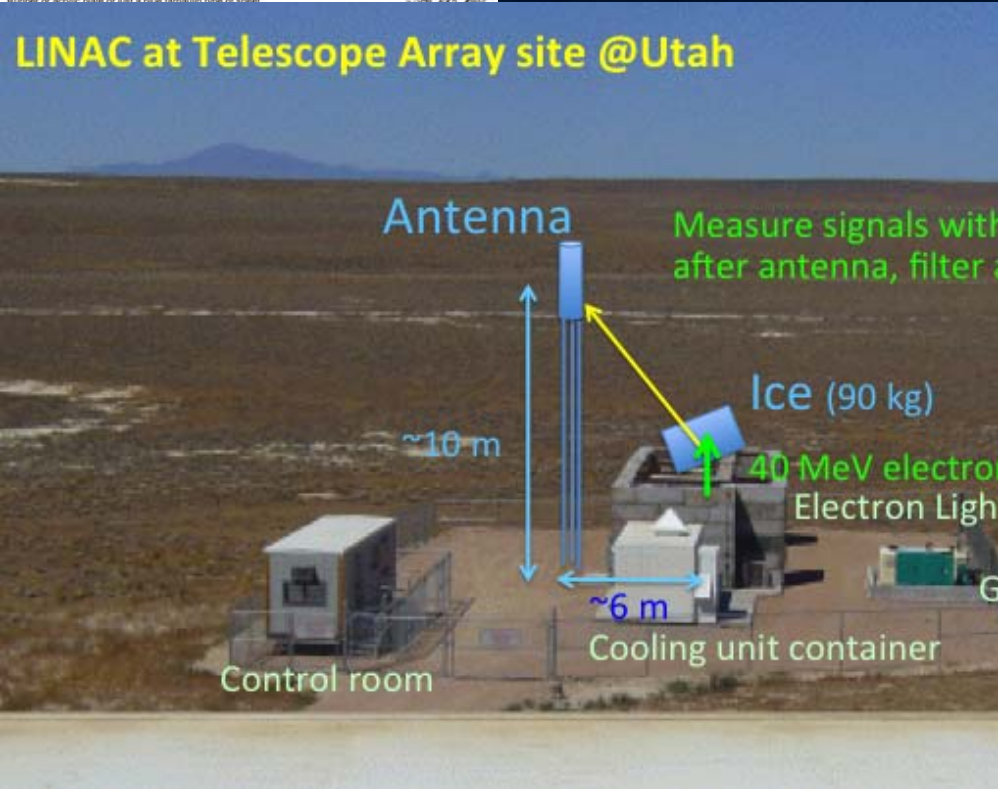 LINAC at Telescope Array site @Utah
Antenna
Measure signals with
after antenna, filter
Ice (90 kg)
~10 m
40 MeV electro
Electron Ligh
G
~6 m
Cooling unit container
Control room